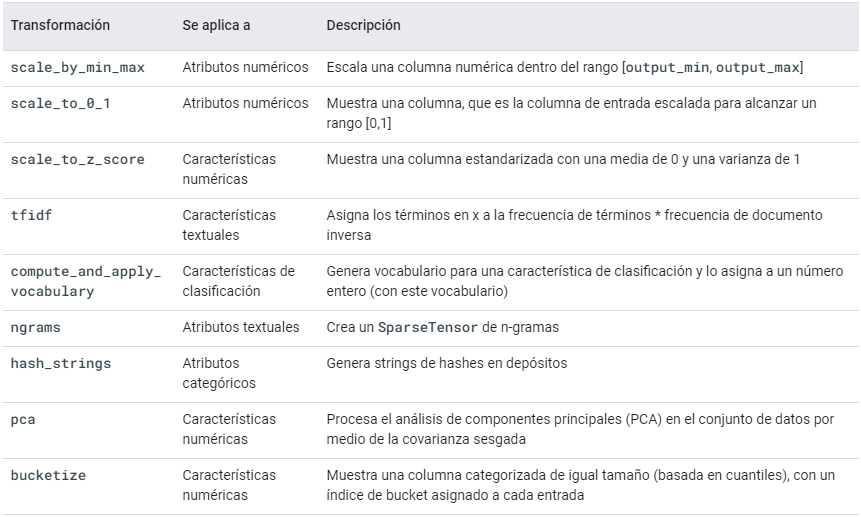 Transformación Se aplica a Descripción
scale_by_min_max Atributos numéricos Escala una columna numérica dentro del rango [output_min, output_max]
scale_to_0_1 Atributos numéricos Muestra una columna, que es la columna de entrada escalada para alcanzar un
rango [0,1]
scale_to_z_score Características Muestra una columna estandarizada con una media de 0 y una varianza de 1
numéricas
tfidf Características Asigna los términos en x a la frecuencia de términos * frecuencia de documento
textuales inversa
compute_and_apply_ Características de Genera vocabulario para una característica de clasificación y lo asigna a un número
vocabulary clasificación entero (con este vocabulario)
ngrams Atributos textuales Crea un SparseTensor de n-gramas
hash_strings Atributos Genera strings de hashes en depósitos
categóricos
pca Características Procesa el análisis de componentes principales (PCA) en el conjunto de datos por
numéricas medio de la covarianza sesgada
bucketize Características Muestra una columna categorizada de igual tamaño (basada en cuantiles), con un
numéricas índice de bucket asignado a cada entrada